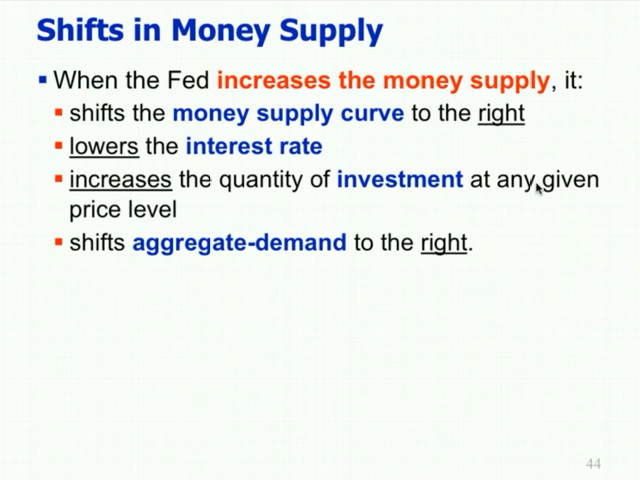 Shifts in Money Supply
▪ When the Fed increases the money supply, it:
▪ shifts the money supply curve to the right
▪ lowers the interest rate
▪ increases the quantity of investment at any given
price level
▪ shifts aggregate-demand to the right.
44